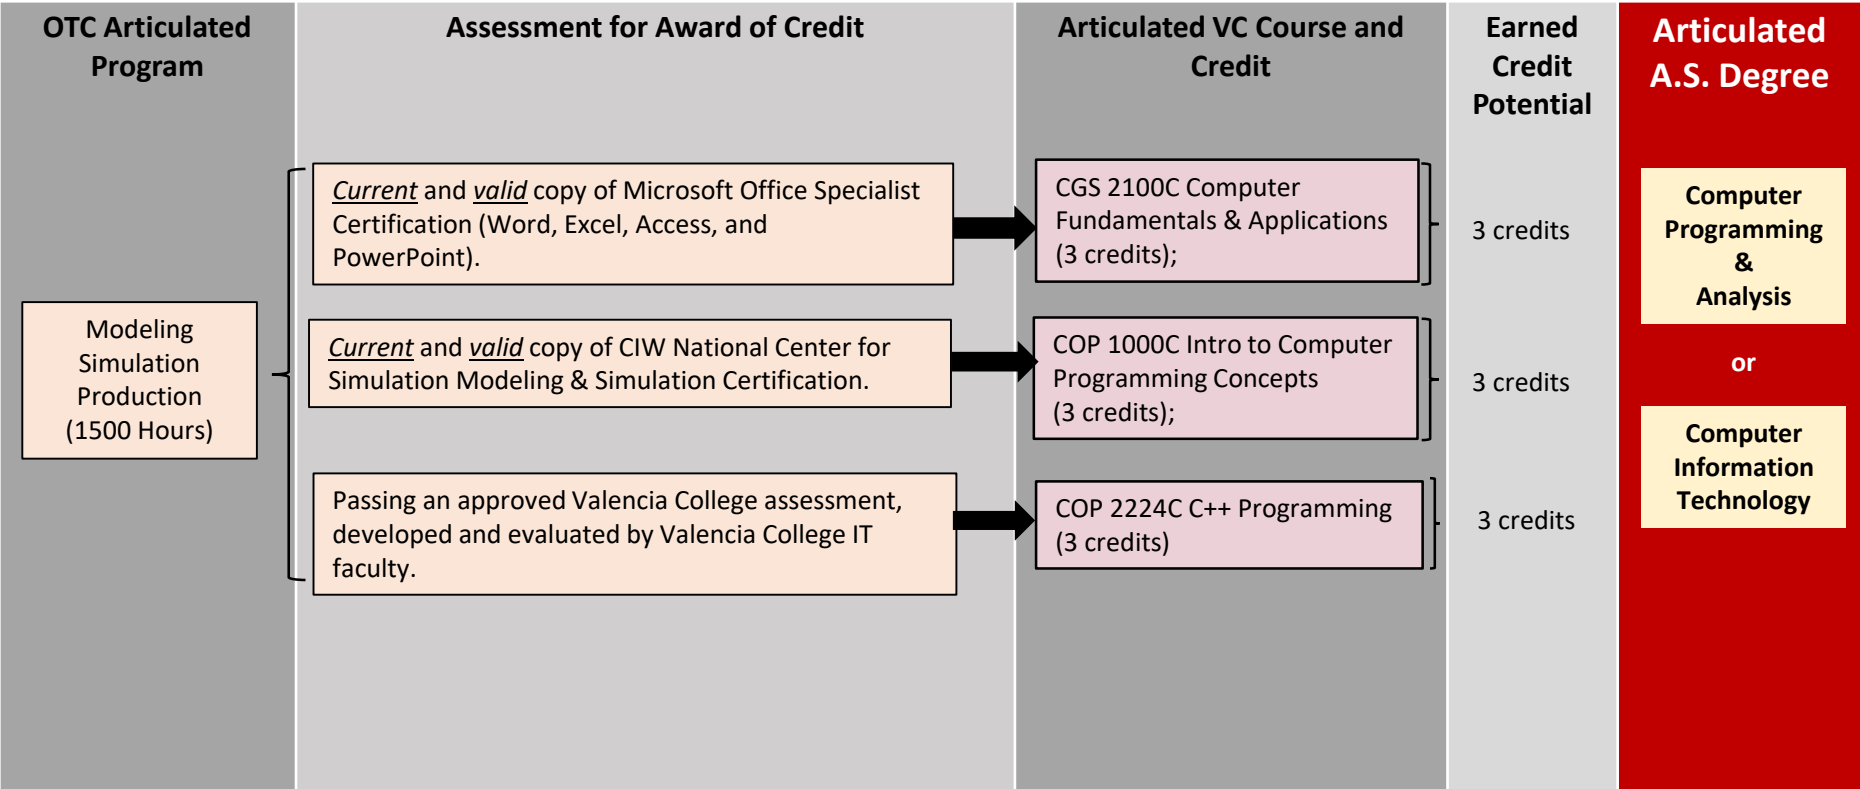 OTC Articulated
Program
Assessment for Award of Credit
Articulated VC Course and
Credit
Earned
Credit
Potential
Articulated
A.S. Degree
Modeling
Simulation
Production
(1500 Hours)
Current and valid copy of Microsoft Office Specialist
Certification (Word, Excel, Access, and
PowerPoint).
CGS 2100C Computer
Fundamentals & Applications
(3 credits);
3 credits
Current and valid copy of CIW National Center for
Simulation Modeling & Simulation Certification.
COP 1000C Intro to Computer
Programming Concepts
(3 credits);
3 credits
Passing an approved Valencia College assessment,
developed and evaluated by Valencia College IT
faculty.
COP 2224C C++ Programming
(3 credits)
3 credits
Computer
Programming
&
Analysis
or
Computer
Information
Technology